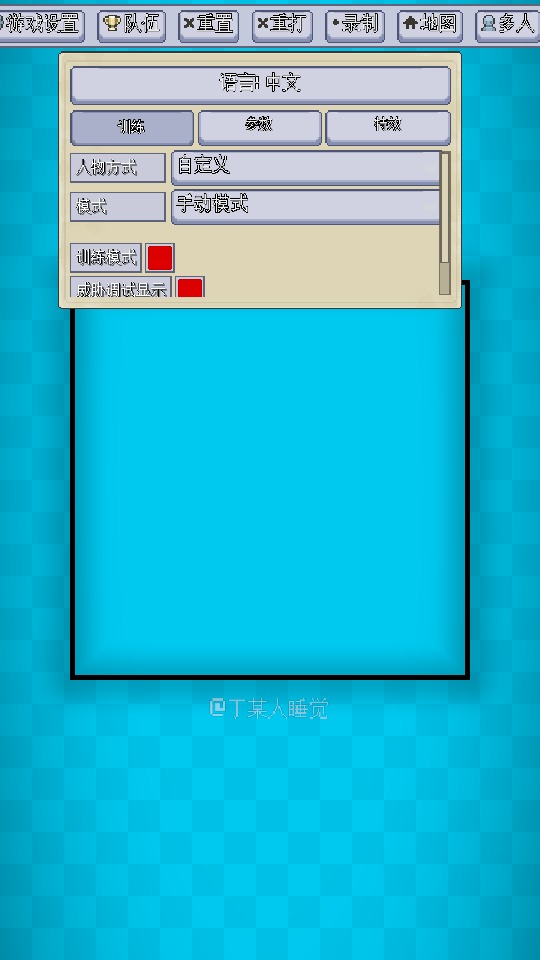 游戏设置 队伍 重置 重打 录制 地图 多人
语言: 中文
训练 参数 特效
人物方式 自定义
模式 手动模式
训练模式
威胁调试显示
@丁某人睡觉